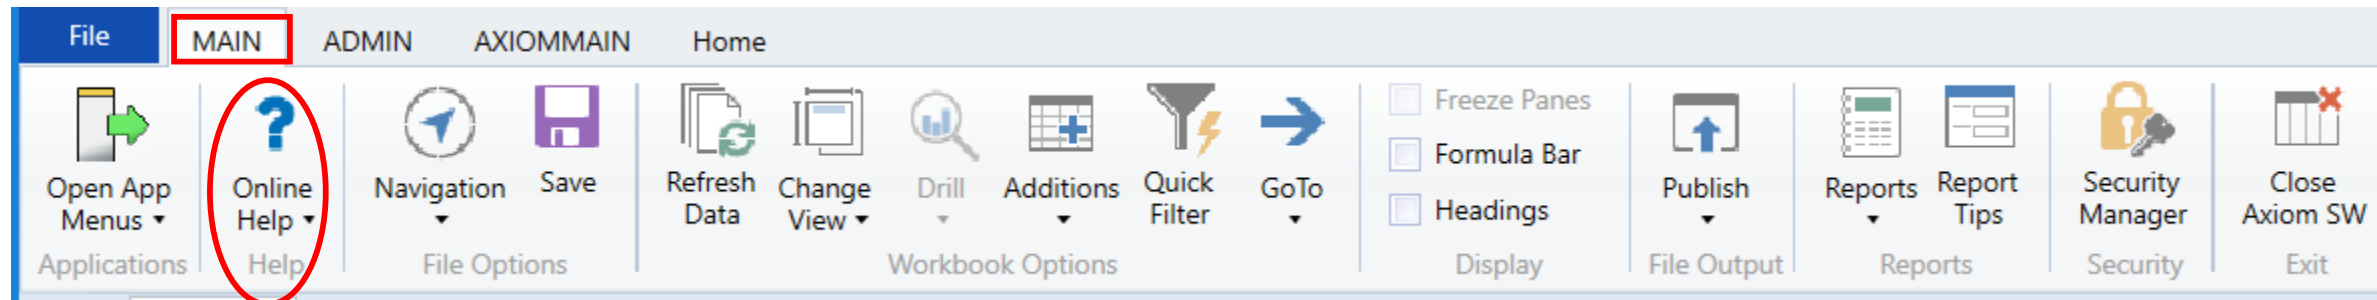 File MAIN ADMIN AXIOMMAIN Home
Open App Menus
Online Help
Navigation
Save
Refresh Data
Change View
Drill
Additions
Quick Filter
GoTo
Freeze Panes
Formula Bar
Headings
Publish
Reports
Report Tips
Security Manager
Close Axiom SW
Applications Help File Options Workbook Options Display File Output Reports Security Exit